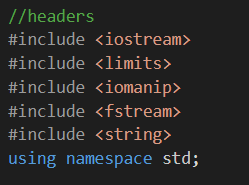 //headers
#include <iostream>
#include <limits>
#include <iomanip>
#include <fstream>
#include <string>
using namespace std;